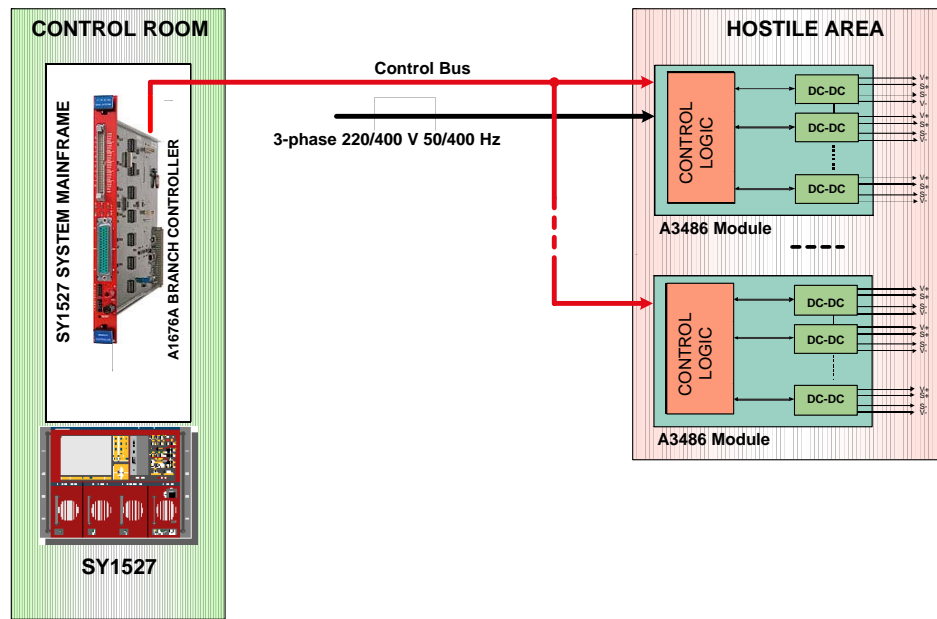 CONTROL ROOM
SY1527 SYSTEM MAINFRAME
A1676A BRANCH CONTROLLER
SY1527
Control Bus
3-phase 220/400 V 50/400 Hz
HOSTILE AREA
CONTROL
LOGIC
DC-DC
V+
S+
S-
V-
DC-DC
V+
S+
S-
V-
DC-DC
V+
S+
S-
V-
A3486 Module
CONTROL
LOGIC
DC-DC
V+
S+
S-
V-
DC-DC
V+
S+
S-
V-
DC-DC
V+
S+
S-
V-
A3486 Module